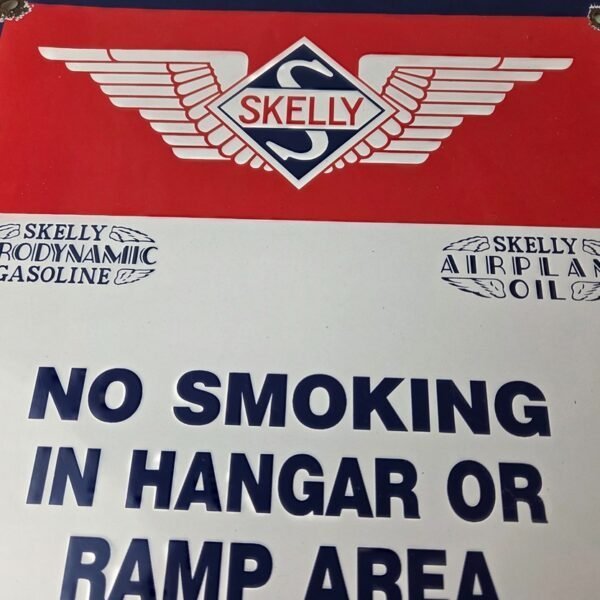 SKELLY
SKELLY
RODYNAMIC
GASOLINE
SKELLY
AIRPLAN
OIL
NO SMOKING
IN HANGAR OR
RAMP AREA